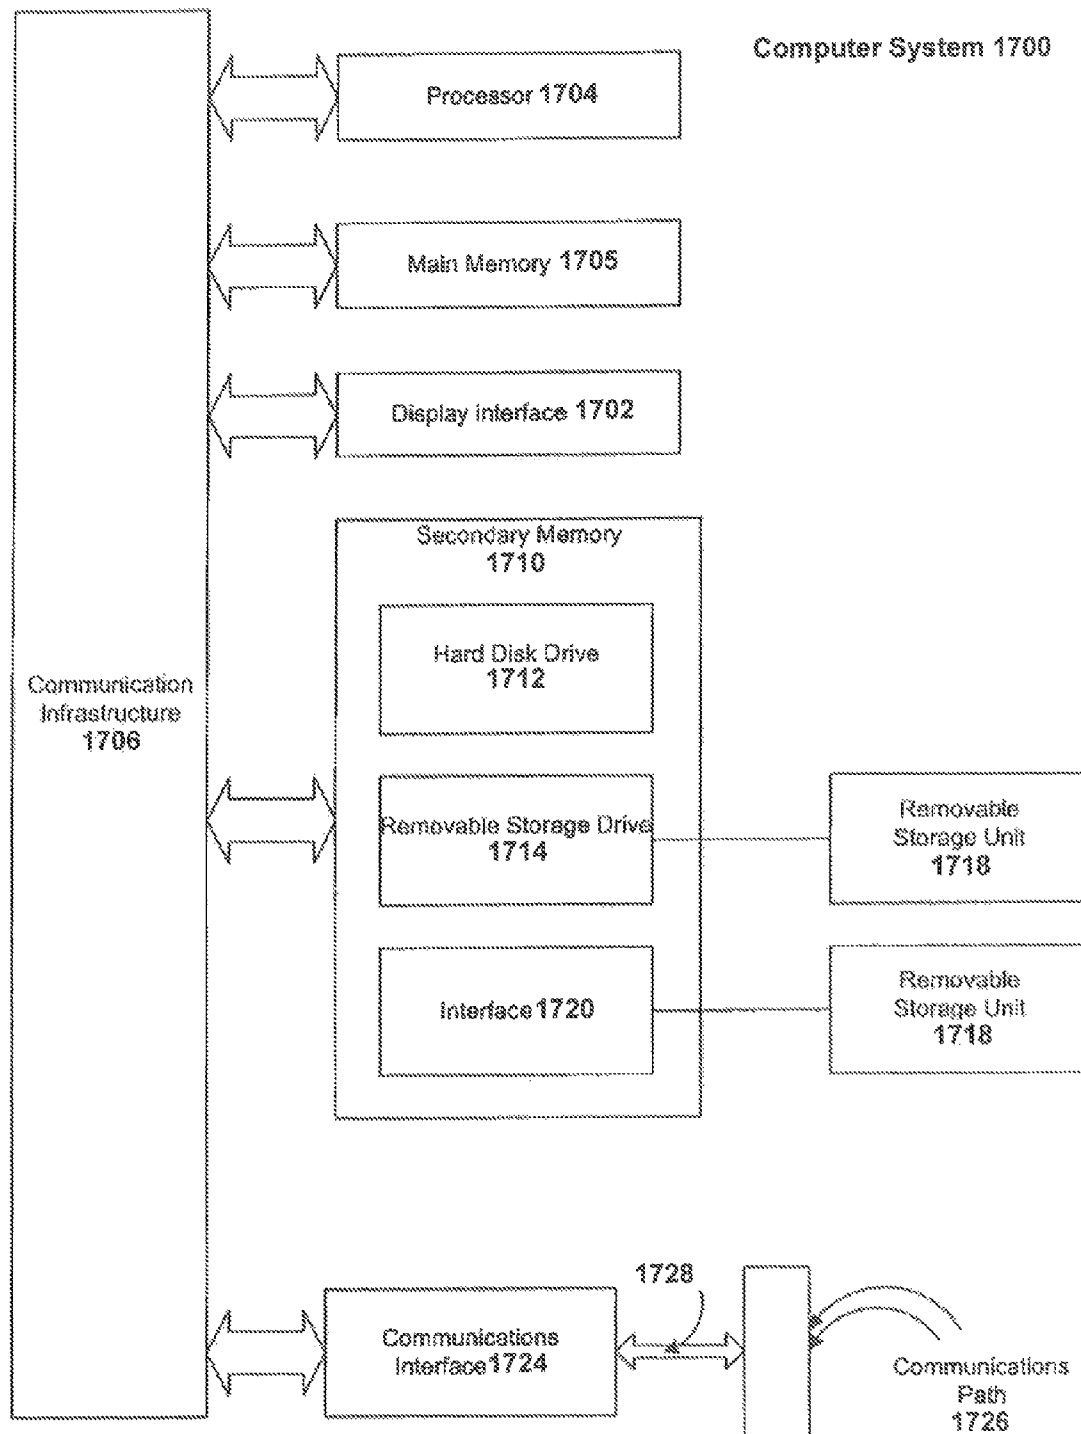 Computer System 1700
Processor 1704
Main Memory 1705
Display Interface 1702
Secondary Memory
1710
Hard Disk Drive
1712
Communication
Infrastructure
1706
Removable Storage Drive
1714
Removable
Storage Unit
1718
Interface 1720
Removable
Storage Unit
1718
1728
Communications
Interface 1724
Communications
Path
1726